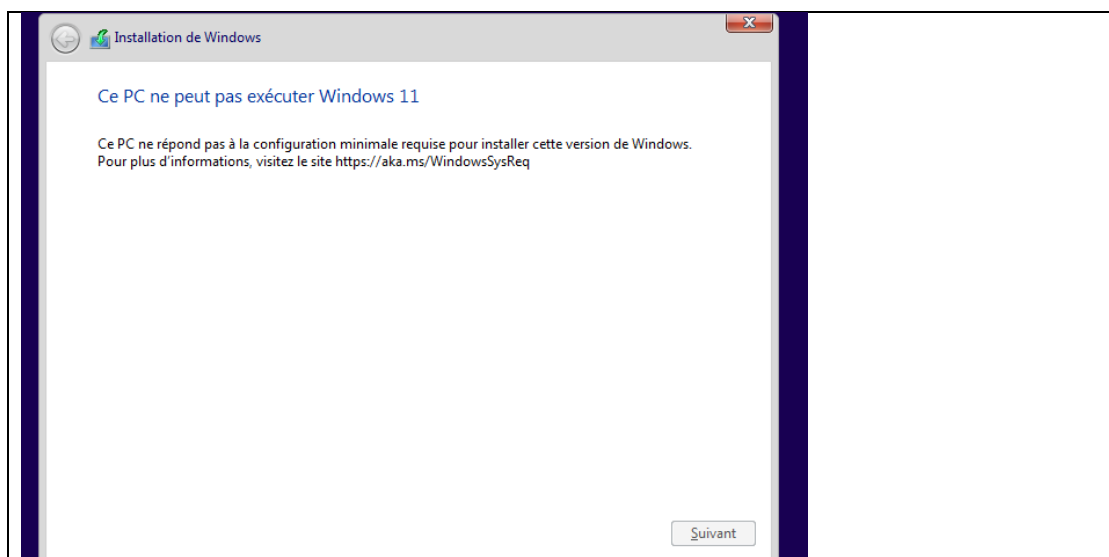 x
Installation de Windows
Ce PC ne peut pas exécuter Windows 11
Ce PC ne répond pas à la configuration minimale requise pour installer cette version de Windows.
Pour plus d'informations, visitez le site https://aka.ms/WindowsSysReq
Suivant